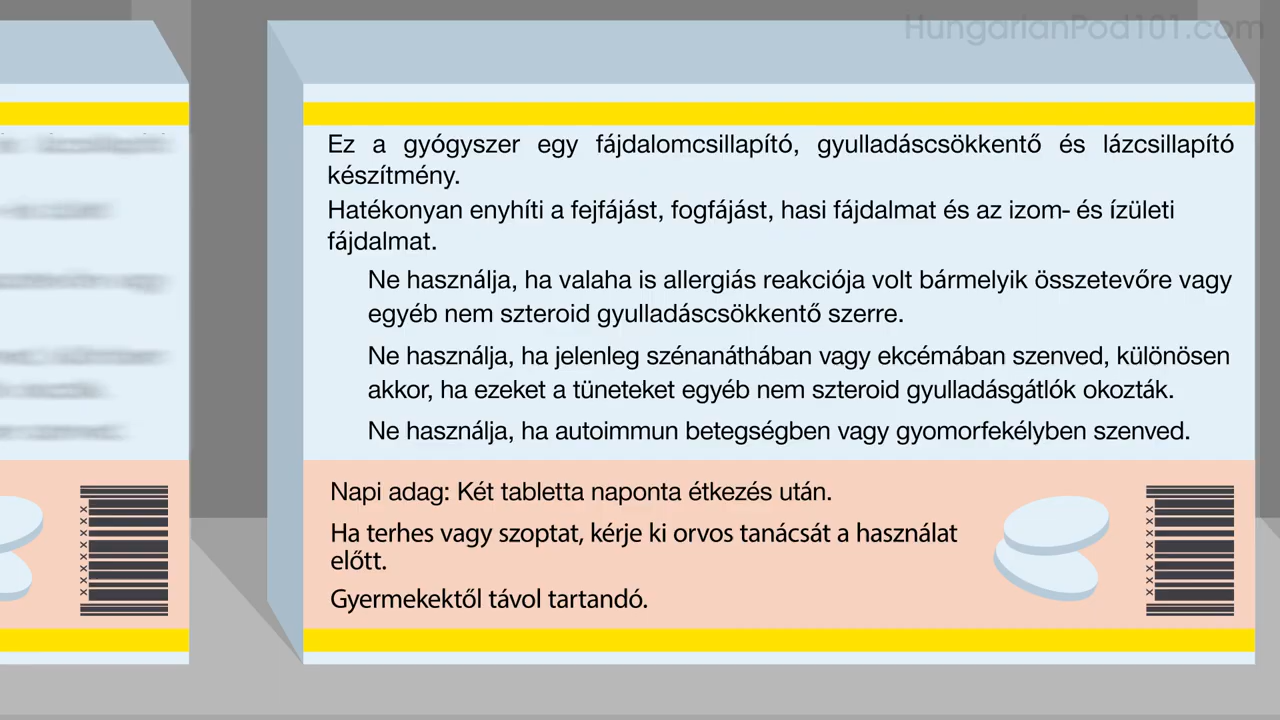 HungarianPod101.com
Ez a gyógyszer egy fájdalomcsillapító, gyulladáscsökkentő és lázcsillapító
készítmény.
Hatékonyan enyhíti a fejfájást, fogfájást, hasi fájdalmat és az izom- és ízületi
fájdalmat.
Ne használja, ha valaha is allergiás reakciója volt bármelyik összetevőre vagy
egyéb nem szteroid gyulladáscsökkentő szerre.
Ne használja, ha jelenleg szénanáthában vagy ekcémában szenved, különösen
akkor, ha ezeket a tüneteket egyéb nem szteroid gyulladásgátlók okozták.
Ne használja, ha autoimmun betegségben vagy gyomorfekélyben szenved.
Napi adag: Két tabletta naponta étkezés után.
Ha terhes vagy szoptat, kérje ki orvos tanácsát a használat
előtt.
Gyermekektől távol tartandó.